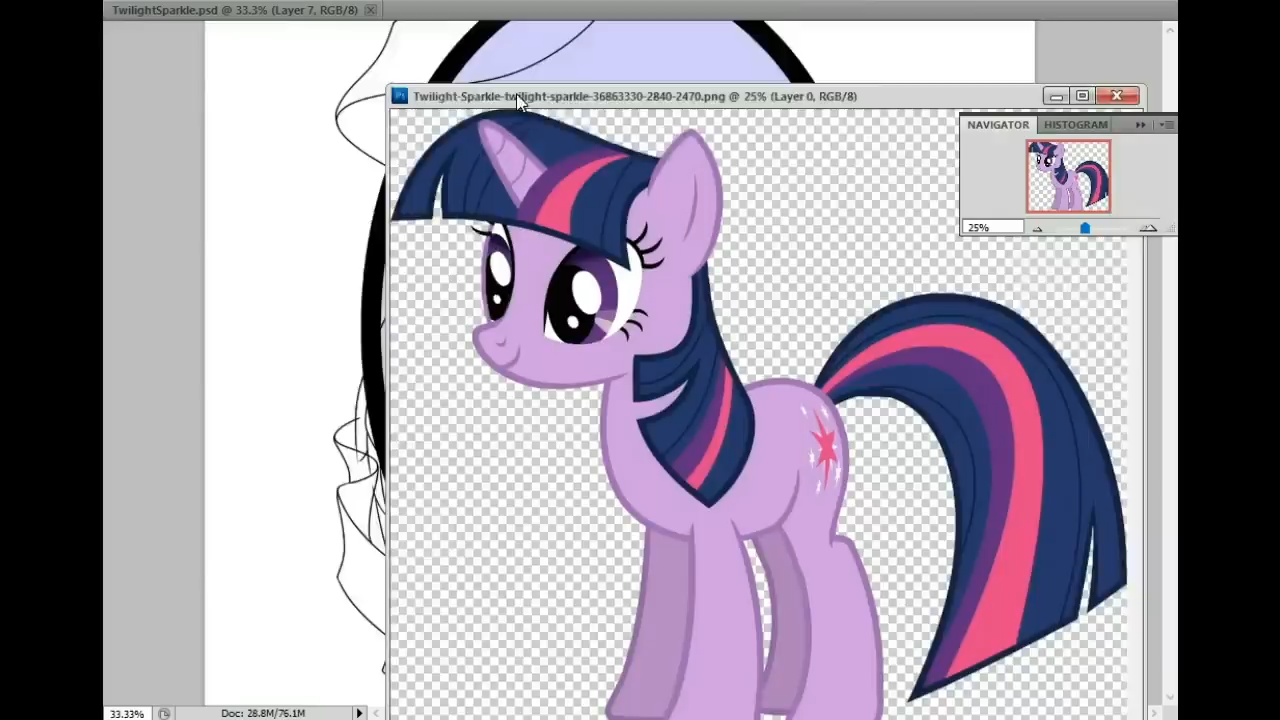 TwilightSparkle.psd @ 33.3% (Layer 7, RGB/8)
Twilight-Sparkle-twilight-sparkle-36863330-2840-2470.png @ 25% (Layer 0, RGB/8)
NAVIGATOR HISTOGRAM
25%
33.33% Doc: 28.8M/76.1M